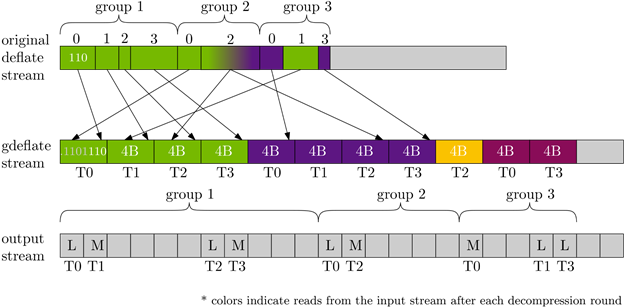 group 1 group 2 group 3
original deflate stream
0 1 2 3 0 2 0 1 3
110
gdeflate stream
1101110 4B 4B 4B 4B 4B 4B 4B 4B 4B 4B
T0 T1 T2 T3 T0 T1 T2 T3 T2 T0 T3
group 1 group 2 group 3
output stream
L M L M L M M L L
T0 T1 T2 T3 T0 T2 T0 T1 T3
* colors indicate reads from the input stream after each decompression round